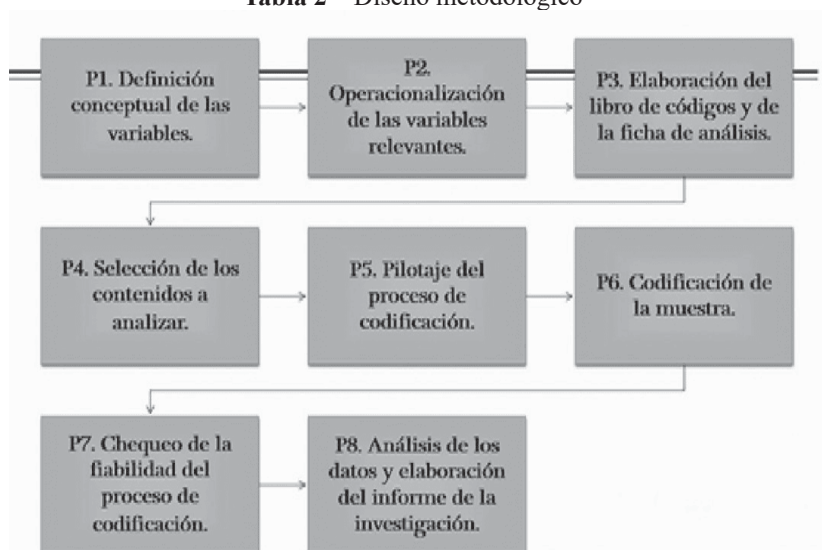 Tabla 2 – Diseño metodológico
P1. Definición
conceptual de las
variables.
P2.
Operacionalización
de las variables
relevantes.
P3. Elaboración del
libro de códigos y de
la ficha de análisis.
P4. Selección de los
contenidos a
analizar.
P5. Pilotaje del
proceso de
codificación.
P6. Codificación de
la muestra.
P7. Chequeo de la
fiabilidad del
proceso de
codificación.
P8. Análisis de los
datos y elaboración
del informe de la
investigación.